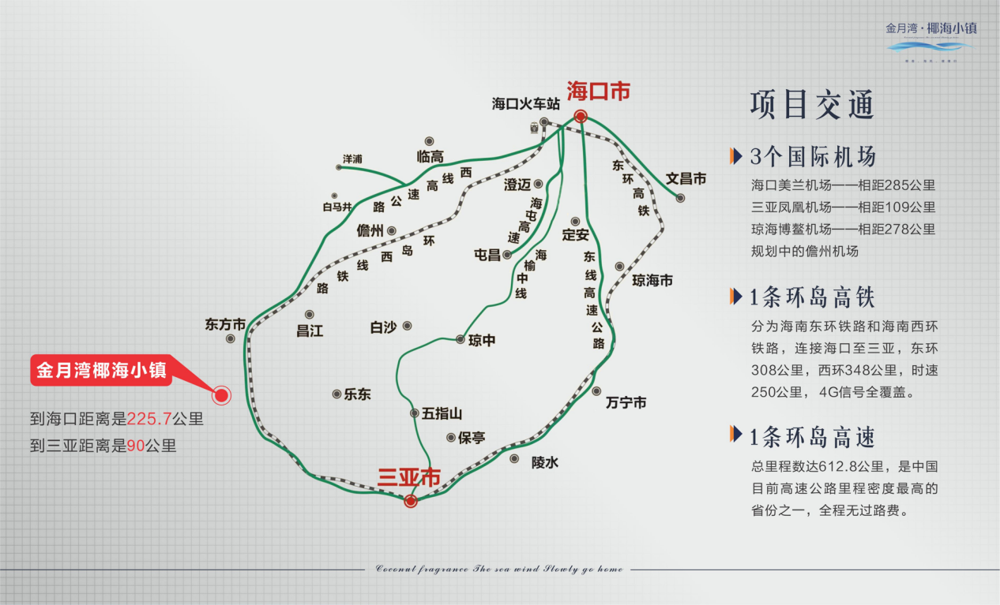 金月湾·椰海小镇
项目交通
3个国际机场
海口美兰机场——相距285公里
三亚凤凰机场——相距109公里
琼海博鳌机场——相距278公里
规划中的儋州机场
1条环岛高铁
分为海南东环铁路和海南西环
铁路，连接海口至三亚，东环
308公里，西环348公里，时速
250公里， 4G信号全覆盖。
1条环岛高速
总里程数达612.8公里，是中国
目前高速公路里程密度最高的
省份之一，全程无过路费。
海口市
海口火车站
临高
洋浦
西线高速公路
澄迈
东环高铁
文昌市
白马井
海屯高速
儋州
定安
环岛西线铁路
屯昌
海榆中线
东线高速公路
琼海市
东方市
昌江
白沙
琼中
金月湾椰海小镇
到海口距离是225.7公里
到三亚距离是90公里
乐东
万宁市
五指山
保亭
陵水
三亚市
Coconut fragrance The sea wind Slowly go home